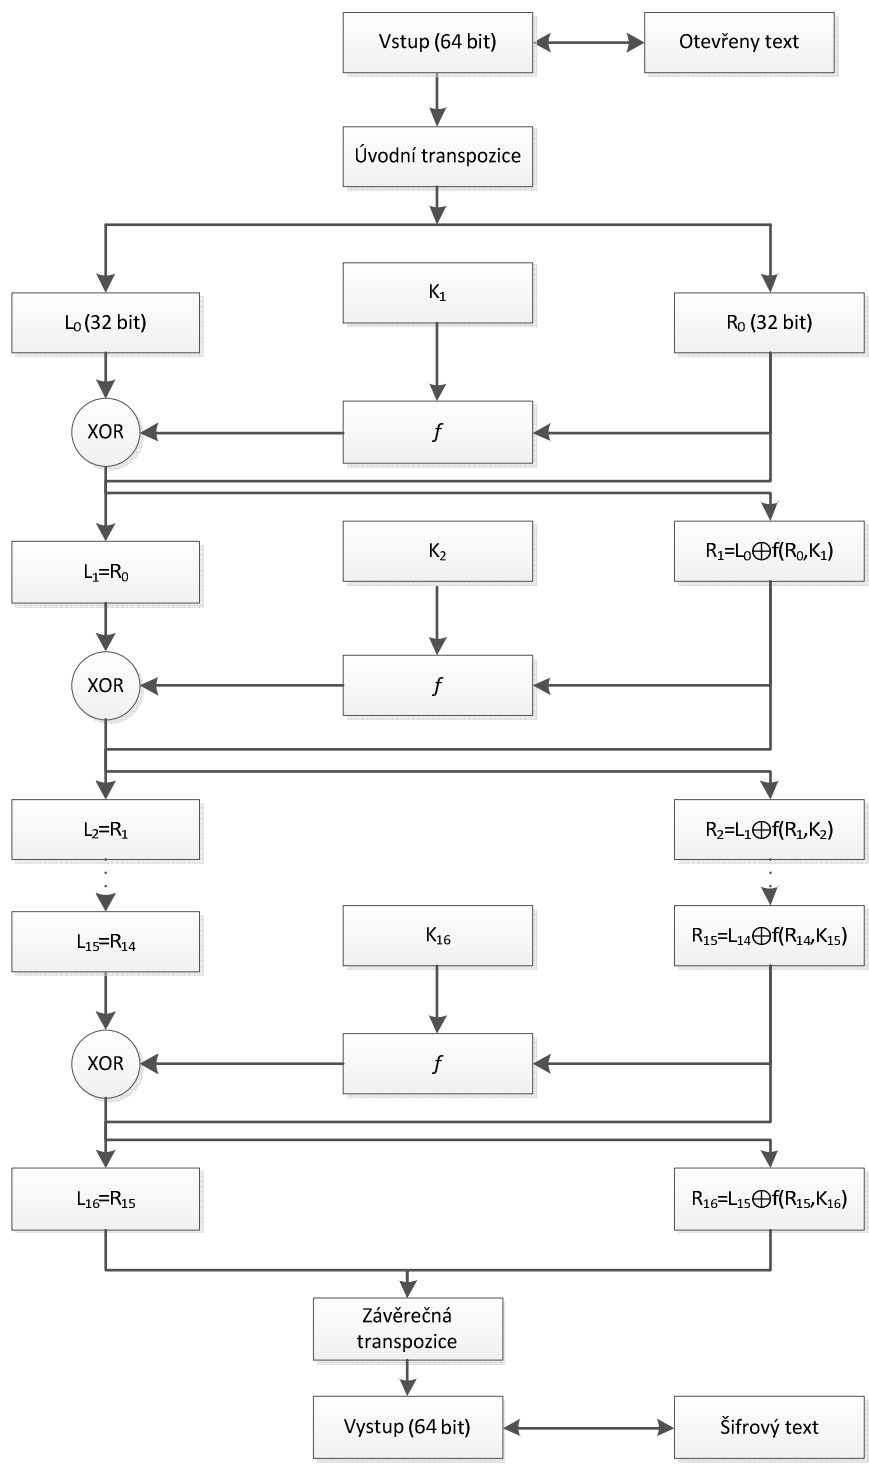 Vstup (64 bit)
Otevřeny text
Úvodní transpozice
L₀ (32 bit)
K₁
R₀ (32 bit)
XOR
f
L₁=R₀
K₂
R₁=L₀⊕f(R₀,K₁)
XOR
f
L₂=R₁
R₂=L₁⊕f(R₁,K₂)
L₁₅=R₁₄
K₁₆
R₁₅=L₁₄⊕f(R₁₄,K₁₅)
XOR
f
L₁₆=R₁₅
R₁₆=L₁₅⊕f(R₁₅,K₁₆)
Závěrečná
transpozice
Vystup (64 bit)
Šifrový text